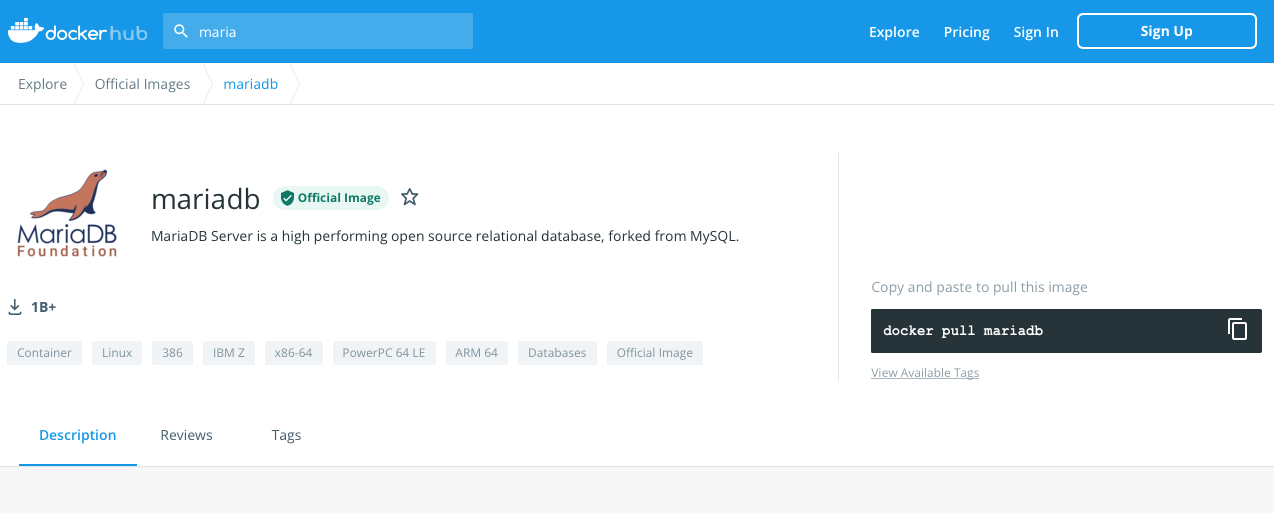 dockerhub
maria
Explore
Pricing
Sign In
Sign Up
Explore
Official Images
mariadb
MariaDB
Foundation
mariadb
Official Image
MariaDB Server is a high performing open source relational database, forked from MySQL.
1B+
Container
Linux
386
IBM Z
x86-64
PowerPC 64 LE
ARM 64
Databases
Official Image
Copy and paste to pull this image
docker pull mariadb
View Available Tags
Description
Reviews
Tags